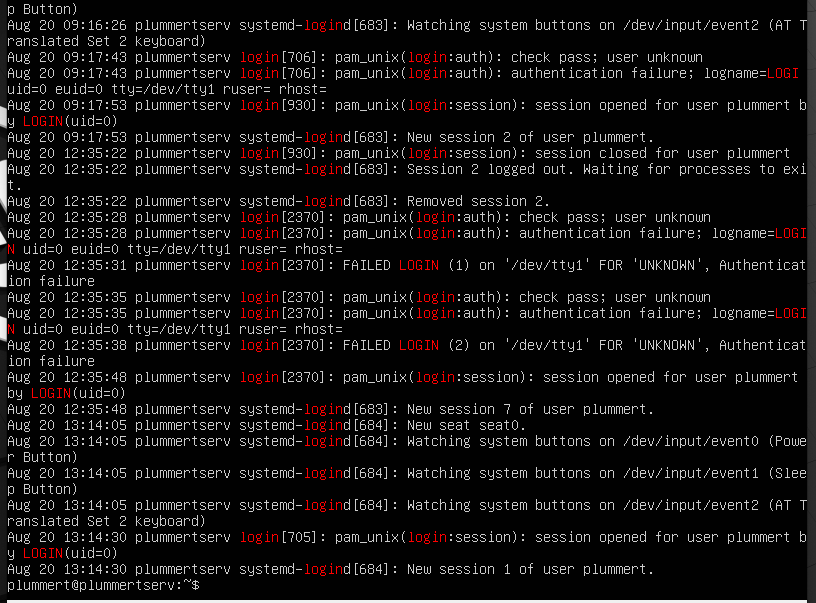 p Button)
Aug 20 09:16:26 plummertserv systemd-logind[683]: Watching system buttons on /dev/input/event2 (AT T
ranslated Set 2 keyboard)
Aug 20 09:17:43 plummertserv login[706]: pam_unix(login:auth): check pass; user unknown
Aug 20 09:17:43 plummertserv login[706]: pam_unix(login:auth): authentication failure; logname=LOGI
uid=0 euid=0 tty=/dev/tty1 ruser= rhost=
Aug 20 09:17:53 plummertserv login[930]: pam_unix(login:session): session opened for user plummert b
y LOGIN(uid=0)
Aug 20 09:17:53 plummertserv systemd-logind[683]: New session 2 of user plummert.
Aug 20 12:35:22 plummertserv login[930]: pam_unix(login:session): session closed for user plummert
Aug 20 12:35:22 plummertserv systemd-logind[683]: Session 2 logged out. Waiting for processes to exi
t.
Aug 20 12:35:22 plummertserv systemd-logind[683]: Removed session 2.
Aug 20 12:35:28 plummertserv login[2370]: pam_unix(login:auth): check pass; user unknown
Aug 20 12:35:28 plummertserv login[2370]: pam_unix(login:auth): authentication failure; logname=LOGI
N uid=0 euid=0 tty=/dev/tty1 ruser= rhost=
Aug 20 12:35:31 plummertserv login[2370]: FAILED LOGIN (1) on '/dev/tty1' FOR 'UNKNOWN', Authenticat
ion failure
Aug 20 12:35:35 plummertserv login[2370]: pam_unix(login:auth): check pass; user unknown
Aug 20 12:35:35 plummertserv login[2370]: pam_unix(login:auth): authentication failure; logname=LOGI
N uid=0 euid=0 tty=/dev/tty1 ruser= rhost=
Aug 20 12:35:38 plummertserv login[2370]: FAILED LOGIN (2) on '/dev/tty1' FOR 'UNKNOWN', Authenticat
ion failure
Aug 20 12:35:48 plummertserv login[2370]: pam_unix(login:session): session opened for user plummert
by LOGIN(uid=0)
Aug 20 12:35:48 plummertserv systemd-logind[683]: New session 7 of user plummert.
Aug 20 13:14:05 plummertserv systemd-logind[684]: New seat seat0.
Aug 20 13:14:05 plummertserv systemd-logind[684]: Watching system buttons on /dev/input/event0 (Powe
r Button)
Aug 20 13:14:05 plummertserv systemd-logind[684]: Watching system buttons on /dev/input/event1 (Slee
p Button)
Aug 20 13:14:05 plummertserv systemd-logind[684]: Watching system buttons on /dev/input/event2 (AT T
ranslated Set 2 keyboard)
Aug 20 13:14:30 plummertserv login[705]: pam_unix(login:session): session opened for user plummert b
y LOGIN(uid=0)
Aug 20 13:14:30 plummertserv systemd-logind[684]: New session 1 of user plummert.
plummert@plummertserv:~$